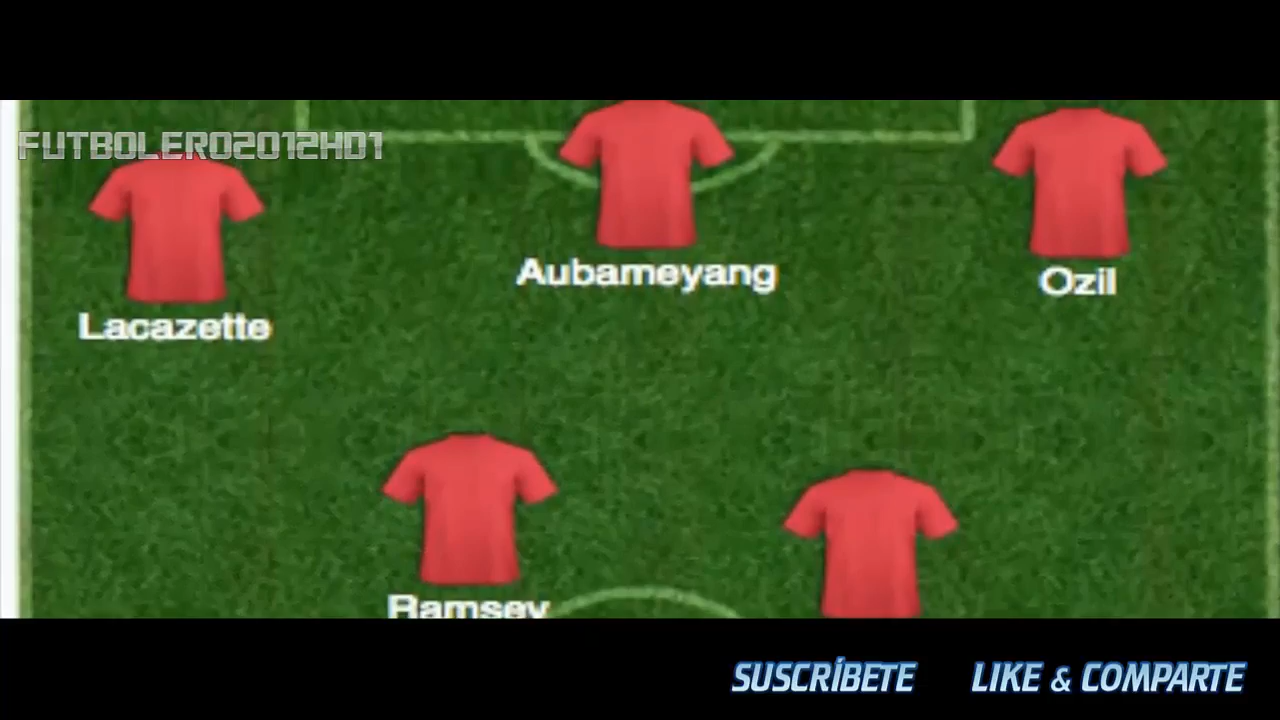 FUTBOLERO2012HD1
Aubameyang
Ozil
Lacazette
Ramsey
SUSCRÍBETE LIKE & COMPARTE